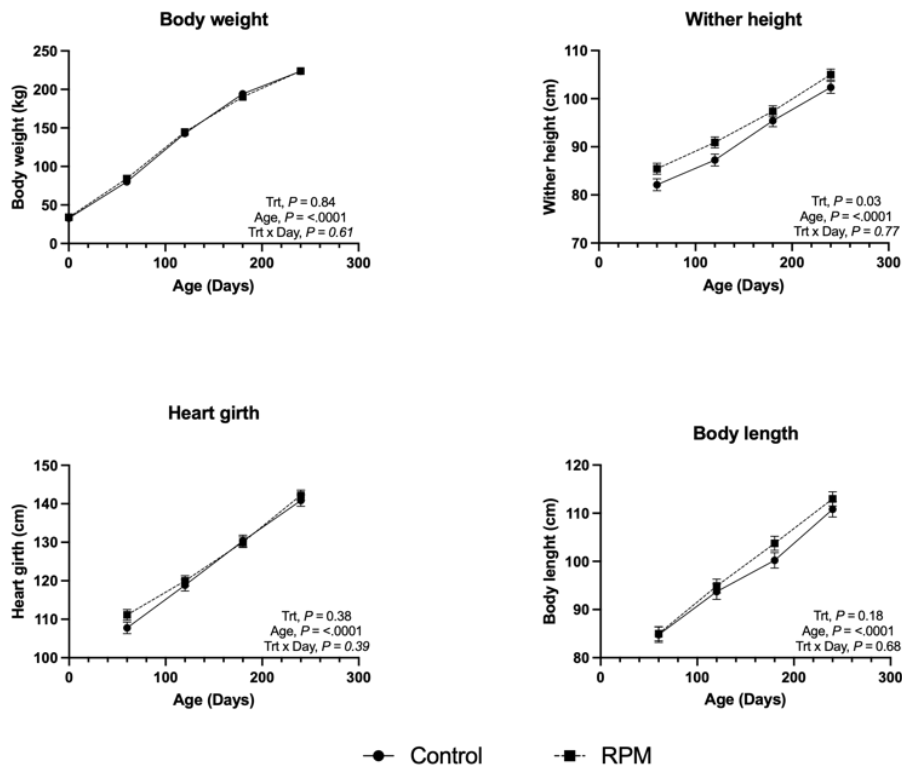 Body weight
250
200
150
100
50
0
Body weight (kg)
Trt, P = 0.84
Age, P = <.0001
Trt x Day, P = 0.61
0 100 200 300
Age (Days)
Wither height
110
100
90
80
70
Wither height (cm)
Trt, P = 0.03
Age, P = <.0001
Trt x Day, P = 0.77
0 100 200 300
Age (Days)
Heart girth
150
140
130
120
110
100
Heart girth (cm)
Trt, P = 0.38
Age, P = <.0001
Trt x Day, P = 0.39
0 100 200 300
Age (Days)
Body length
120
110
100
90
80
Body lenght (cm)
Trt, P = 0.18
Age, P = <.0001
Trt x Day, P = 0.68
0 100 200 300
Age (Days)
Control RPM